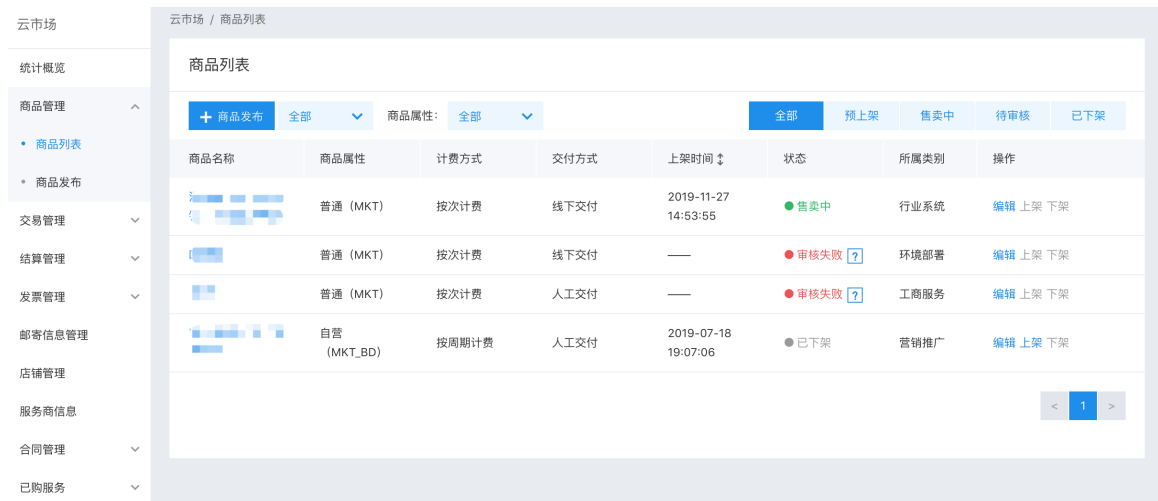 云市场
统计概览
商品管理
商品列表
商品发布
交易管理
结算管理
发票管理
邮寄信息管理
店铺管理
服务商信息
合同管理
已购服务
云市场 / 商品列表
商品列表
+ 商品发布 全部 商品属性: 全部 全部 预上架 售卖中 待审核 已下架
商品名称 商品属性 计费方式 交付方式 上架时间 状态 所属类别 操作
普通（MKT） 按次计费 线下交付 2019-11-27 14:53:55 售卖中 行业系统 编辑 上架 下架
普通（MKT） 按次计费 线下交付 —— 审核失败 ? 环境部署 编辑 上架 下架
普通（MKT） 按次计费 人工交付 —— 审核失败 ? 工商服务 编辑 上架 下架
自营（MKT_BD） 按周期计费 人工交付 2019-07-18 19:07:06 已下架 营销推广 编辑 上架 下架
< 1 >